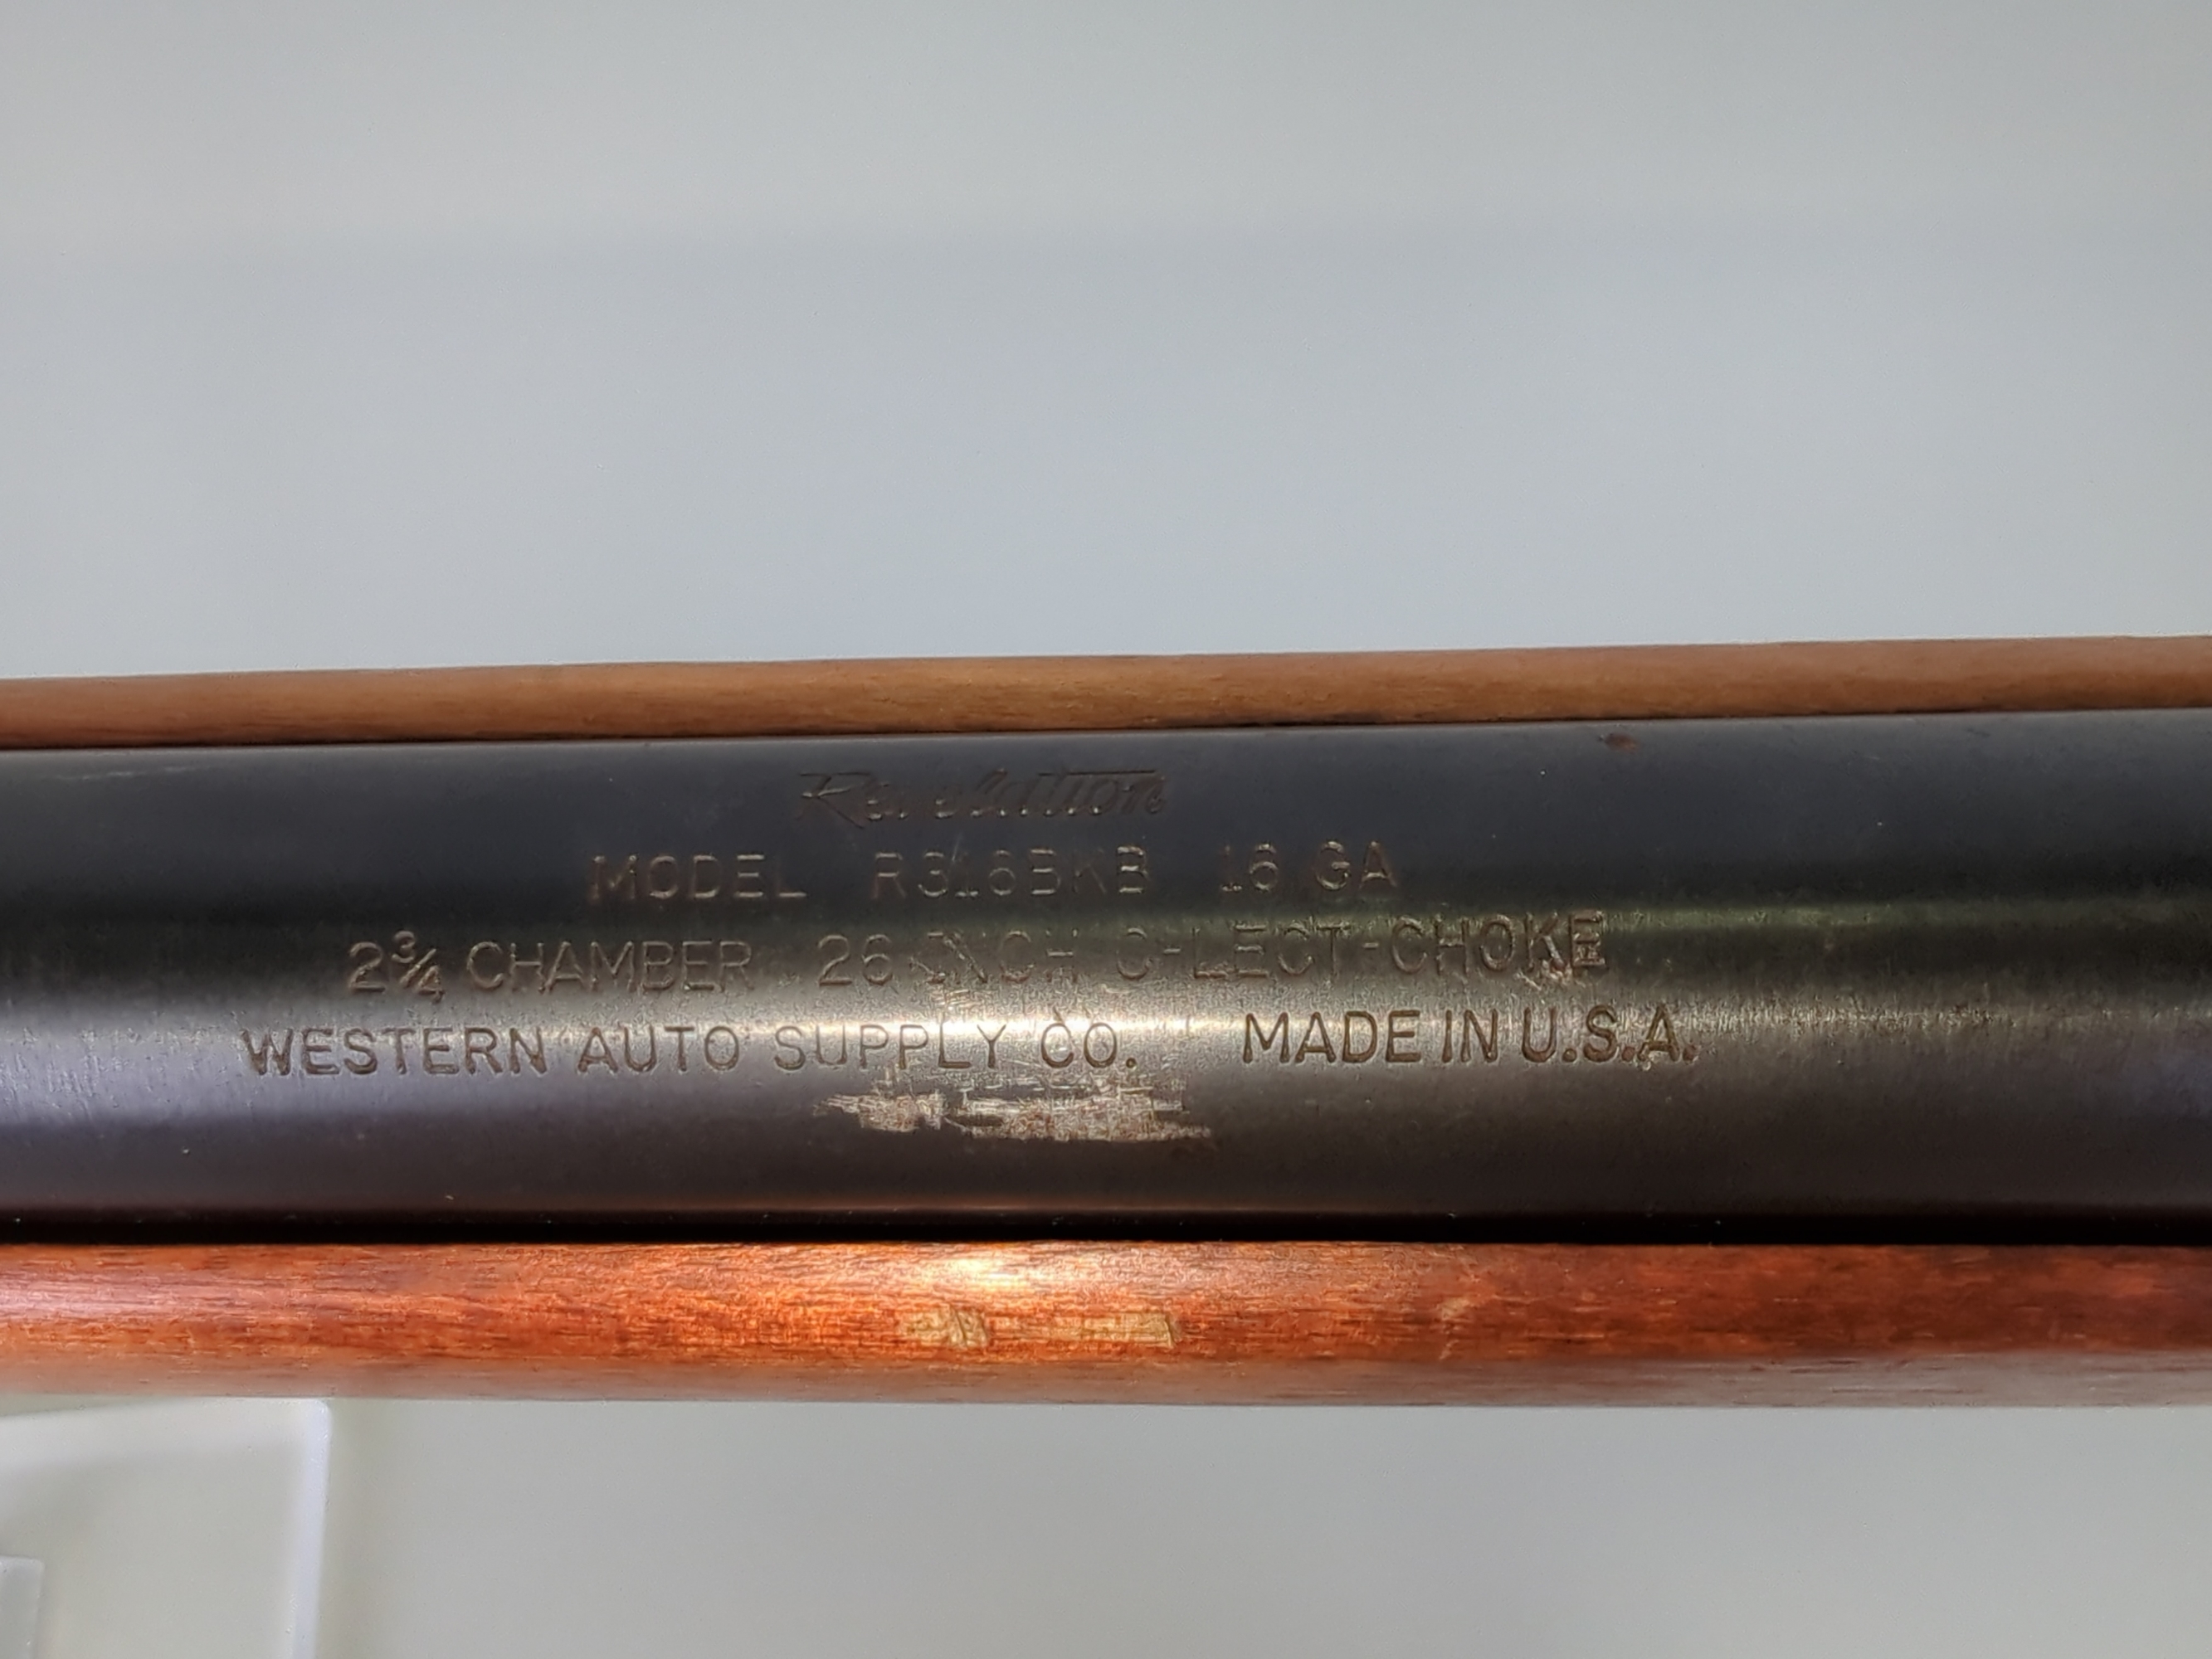 Revelation
MODEL R316BKB 16 GA
2¾ CHAMBER 26 INCH C-LECT-CHOKE
WESTERN AUTO SUPPLY CO. MADE IN U.S.A.